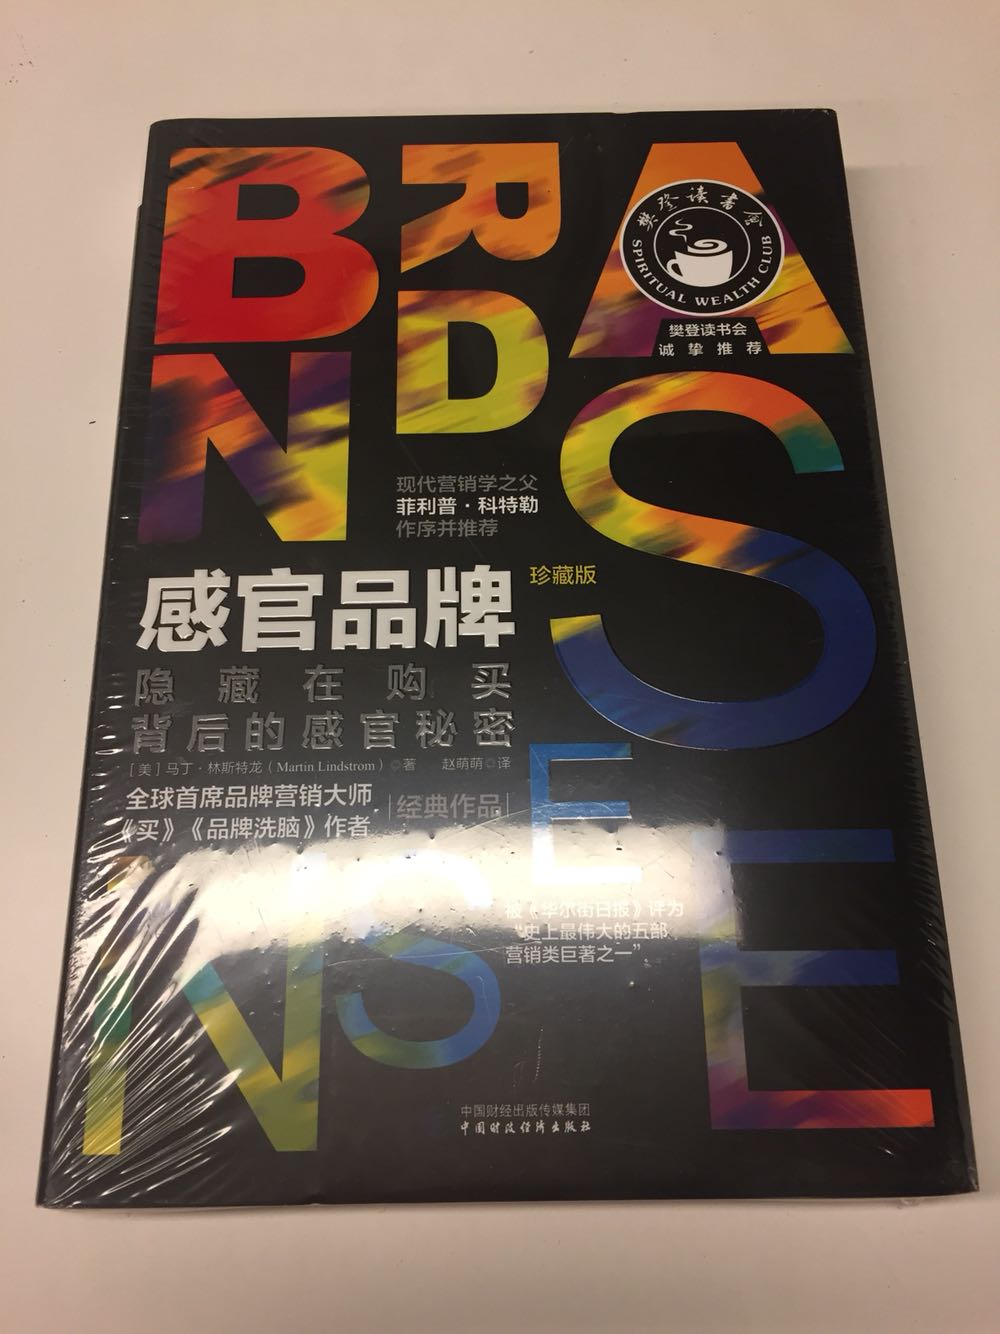 BRAND SENSE
樊登读书会
SPIRITUAL WEALTH CLUB
樊登读书会
诚挚推荐
现代营销学之父
菲利普·科特勒
作序并推荐
感官品牌
珍藏版
隐藏在购买
背后的感官秘密
[美]马丁·林斯特龙(Martin Lindstrom)◎著 赵萌萌◎译
全球首席品牌营销大师
《买》《品牌洗脑》作者
|经典作品|
被《华尔街日报》评为
“史上最伟大的五部
营销类巨著之一”
中国财经出版传媒集团
中国财政经济出版社